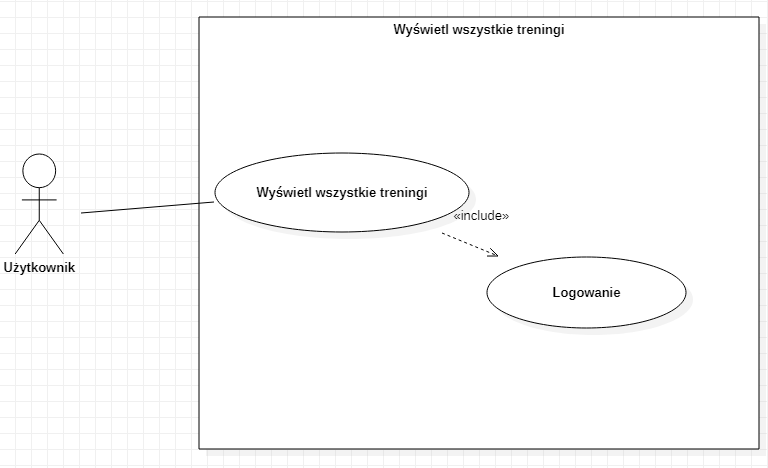 Wyświetl wszystkie treningi
Wyświetl wszystkie treningi
«include»
Użytkownik
Logowanie